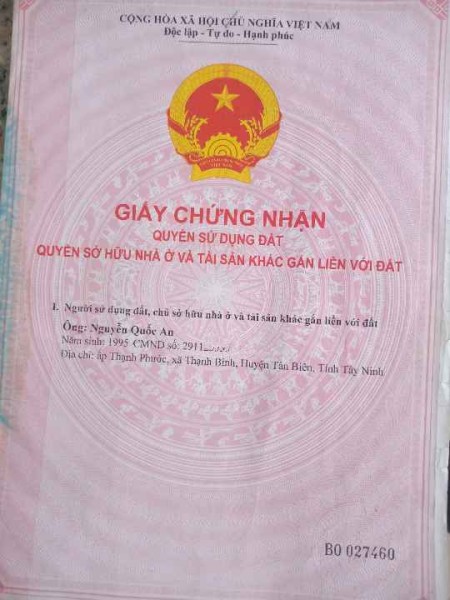 CỘNG HÒA XÃ HỘI CHỦ NGHĨA VIỆT NAM
Độc lập - Tự do - Hạnh phúc
GIẤY CHỨNG NHẬN
QUYỀN SỬ DỤNG ĐẤT
QUYỀN SỞ HỮU NHÀ Ở VÀ TÀI SẢN KHÁC GẮN LIỀN VỚI ĐẤT
I. Người sử dụng đất, chủ sở hữu nhà ở và tài sản khác gắn liền với đất
Ông: Nguyễn Quốc An
Năm sinh: 1995 CMND số: 2911
Địa chỉ: ấp Thạnh Phước, xã Thạnh Bình, Huyện Tân Biên, Tỉnh Tây Ninh
BO 027460